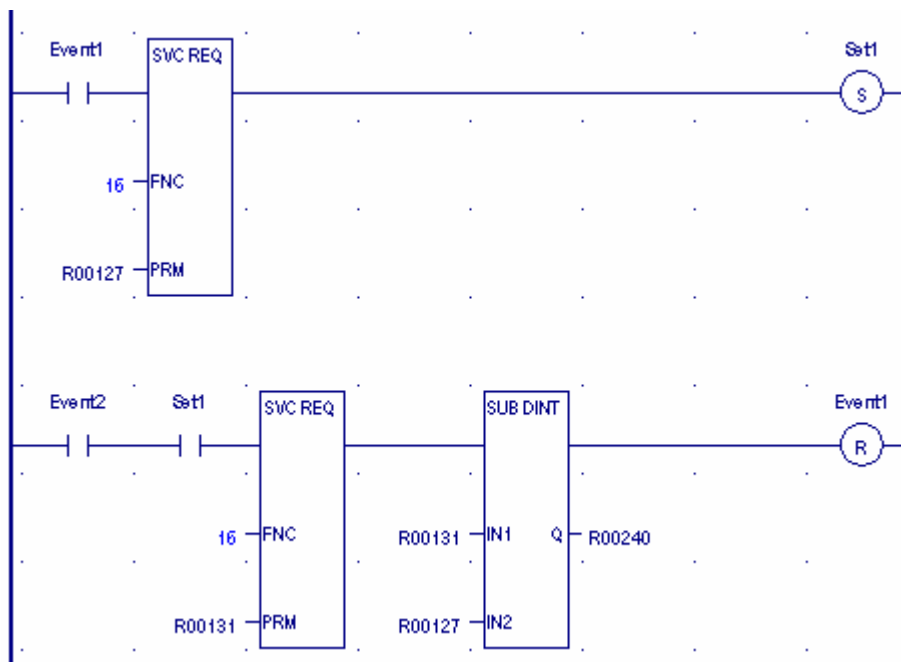 Event1
SVC REQ
Set1
S
16 FNC
R00127 PRM
Event2
Set1
SVC REQ
SUB DINT
Event1
R
16 FNC
R00131 IN1
Q R00240
R00131 PRM
R00127 IN2